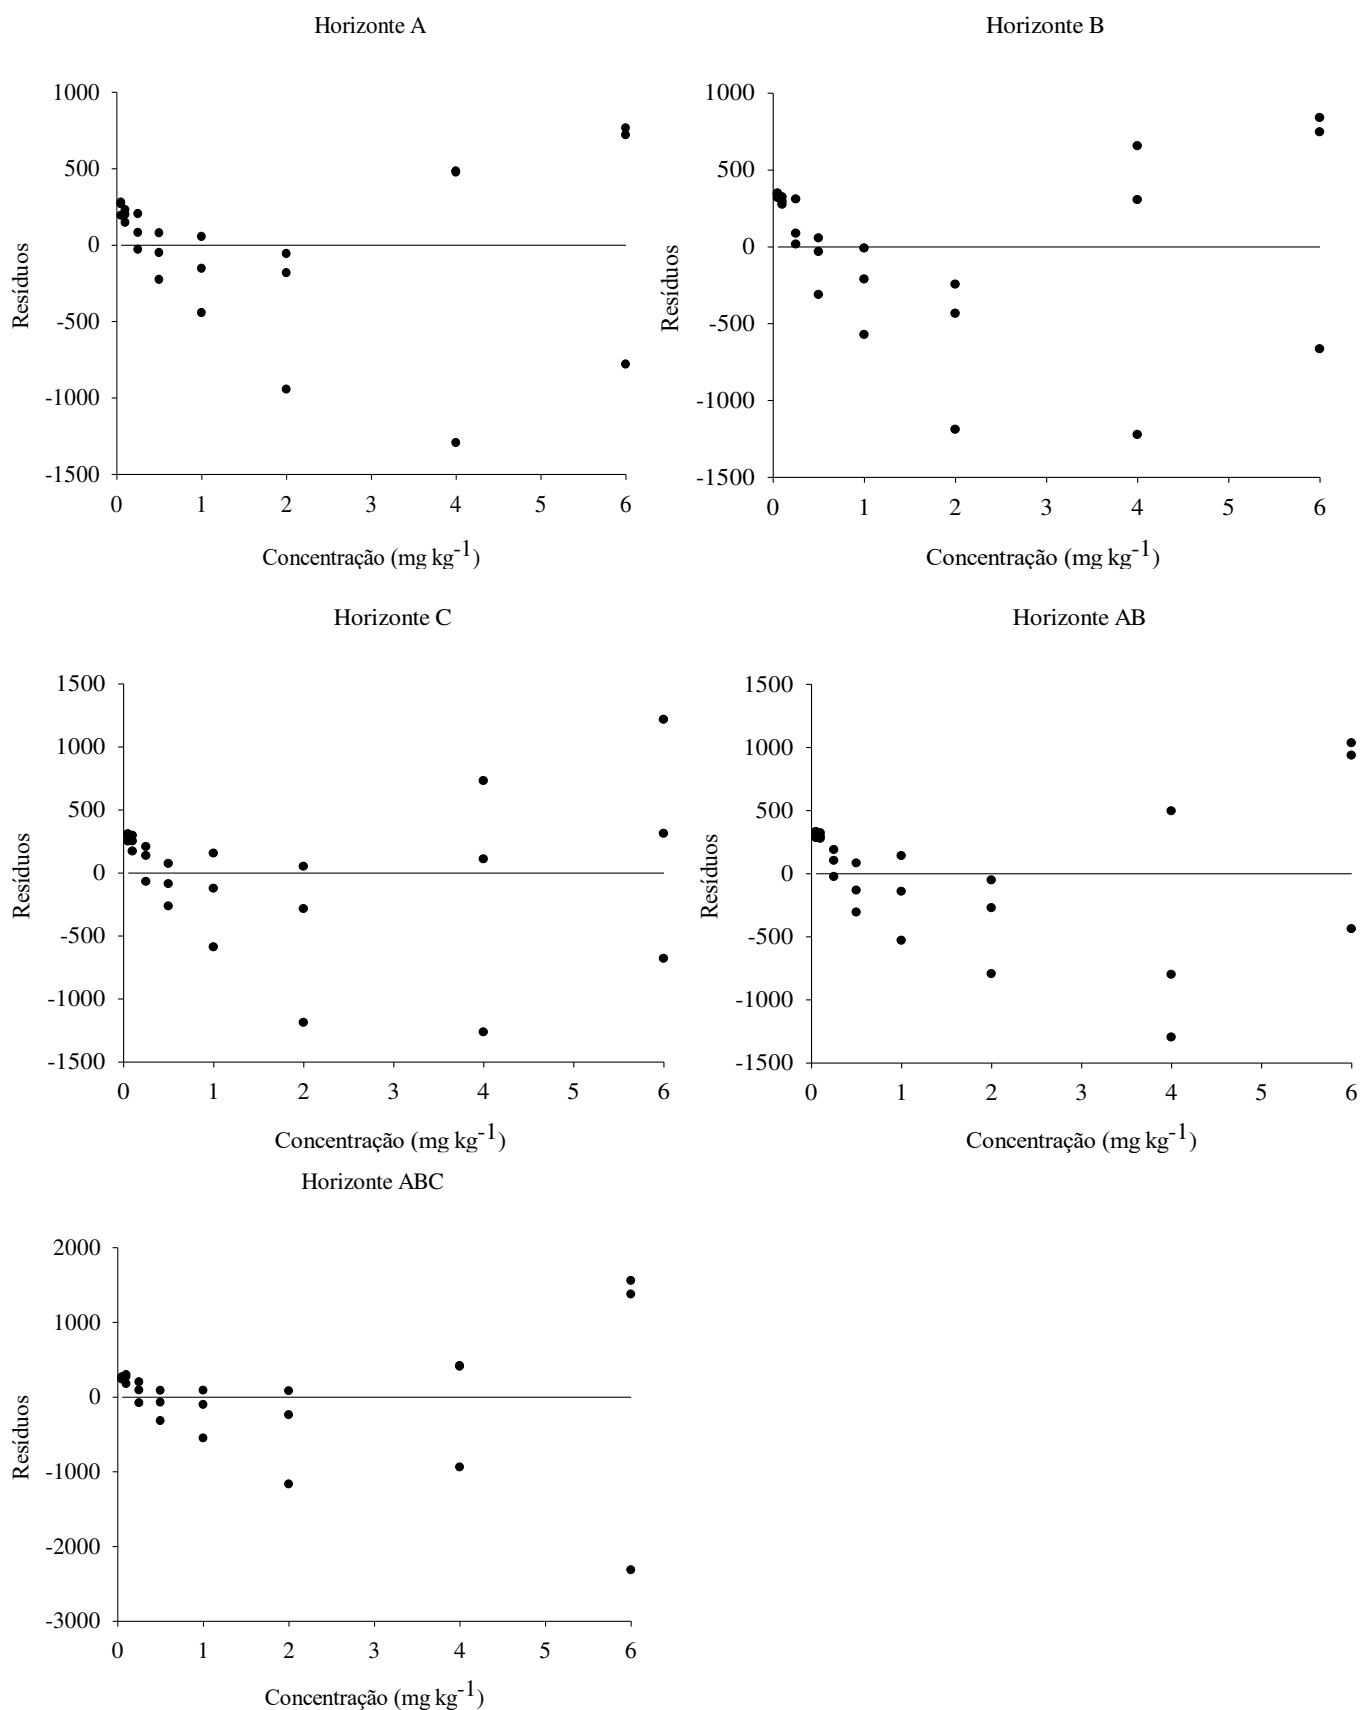 Horizonte A
1000
500
0
-500
-1000
-1500
0 1 2 3 4 5 6
Resíduos
Concentração (mg kg-1)
Horizonte B
1000
500
0
-500
-1000
-1500
0 1 2 3 4 5 6
Resíduos
Concentração (mg kg-1)
Horizonte C
1500
1000
500
0
-500
-1000
-1500
0 1 2 3 4 5 6
Resíduos
Concentração (mg kg-1)
Horizonte AB
1500
1000
500
0
-500
-1000
-1500
0 1 2 3 4 5 6
Resíduos
Concentração (mg kg-1)
Horizonte ABC
2000
1000
0
-1000
-2000
-3000
0 1 2 3 4 5 6
Resíduos
Concentração (mg kg-1)